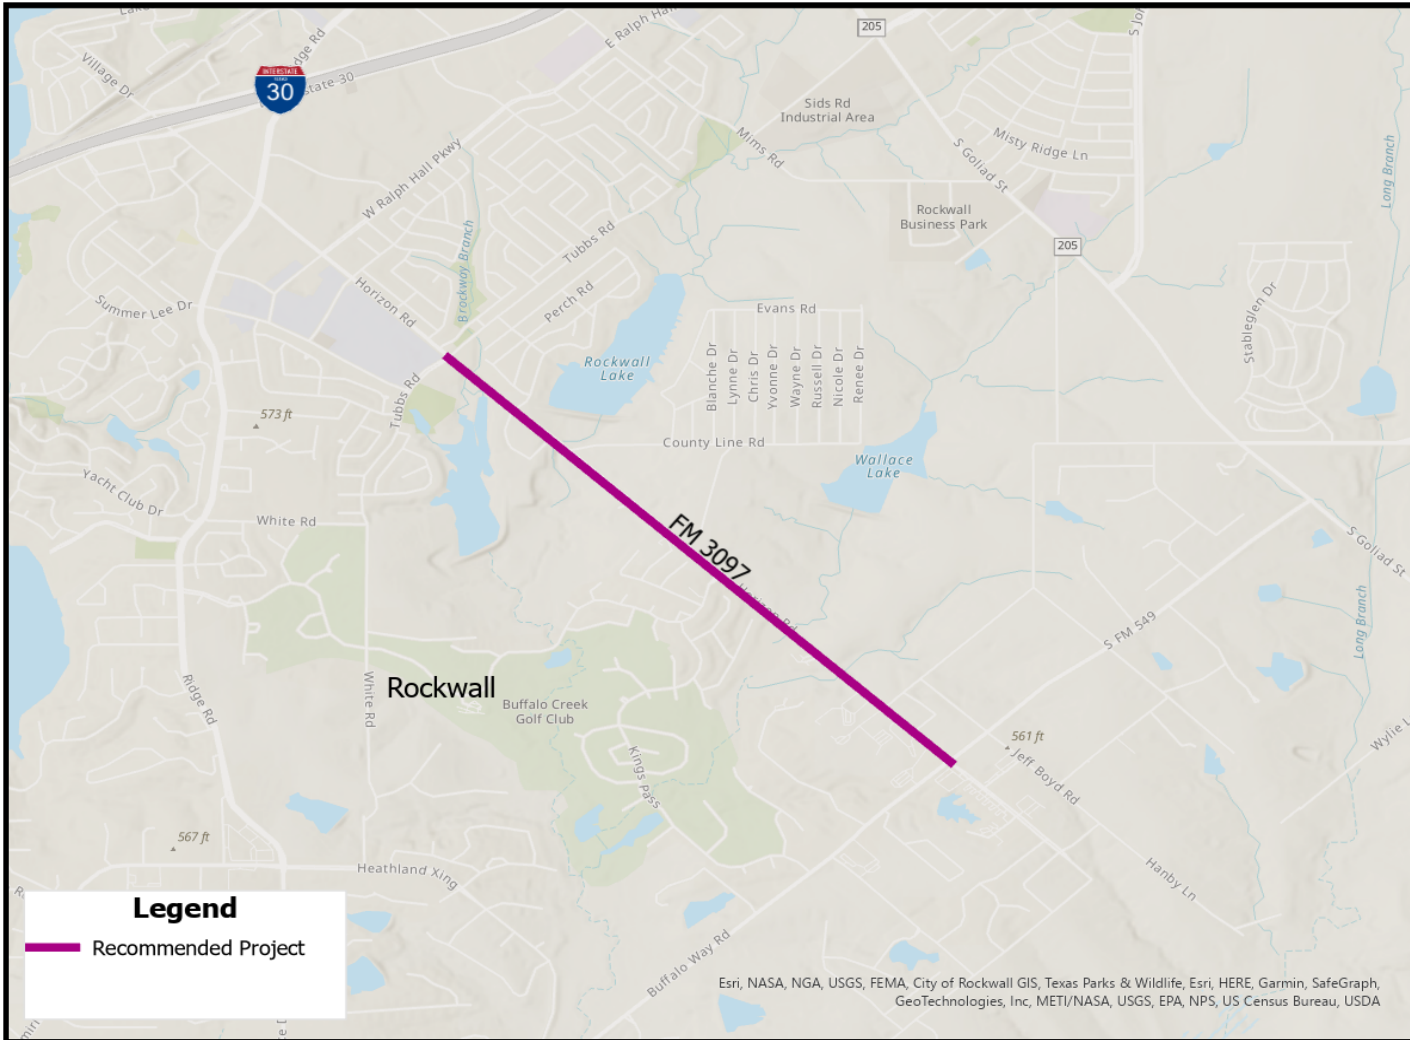 Lake
Village Dr
dge Rd
INTERSTATE
30
state 30
E Ralph Hall
205
S Jo
Sids Rd
Industrial Area
Mims Rd
Misty Ridge Ln
S Goliad St
Long Branch
W Ralph Hall Pkwy
Rockwall
Business Park
205
Brockway Branch
Tubbs Rd
Horizon Rd
Perch Rd
Summer Lee Dr
Evans Rd
Stableglen Dr
Rockwall
Lake
Blanche Dr
Lynne Dr
Chris Dr
Yvonne Dr
Wayne Dr
Russell Dr
Nicole Dr
Renee Dr
Tubbs Rd
573 ft
County Line Rd
Wallace
Lake
Yacht Club Dr
White Rd
FM 3097
Horizon Rd
S Goliad St
S FM 549
Long Branch
Ridge Rd
White Rd
Rockwall
Buffalo Creek
Golf Club
Kings Pass
561 ft
Jeff Boyd Rd
Wylie L
567 ft
Heathland Xing
Hanby Ln
Buffalo Way Rd
Legend
Recommended Project
Esri, NASA, NGA, USGS, FEMA, City of Rockwall GIS, Texas Parks & Wildlife, Esri, HERE, Garmin, SafeGraph,
GeoTechnologies, Inc, METI/NASA, USGS, EPA, NPS, US Census Bureau, USDA